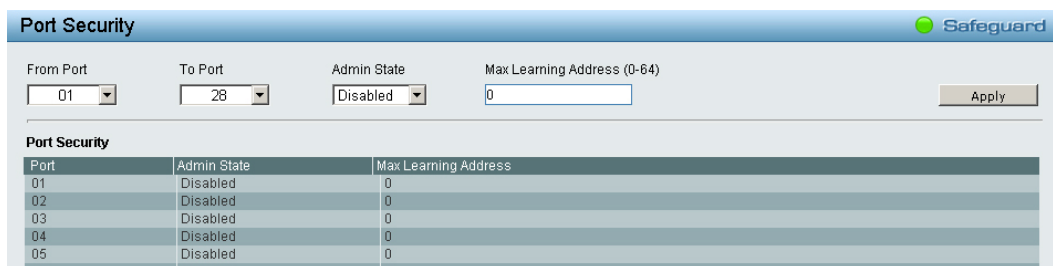 Port Security
Safeguard
From Port To Port Admin State Max Learning Address (0-64)
01 28 Disabled 0 Apply
Port Security
Port Admin State Max Learning Address
01 Disabled 0
02 Disabled 0
03 Disabled 0
04 Disabled 0
05 Disabled 0